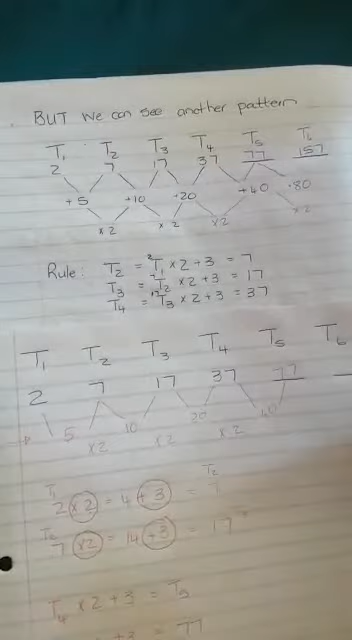 BUT we can see another pattern
T1 T2 T3 T4 T5 T6
2 7 17 37 77 157
+5 +10 +20 +40 +80
x2 x2 x2 x2
Rule: T2 = T1 x 2 + 3 = 7
T3 = T2 x 2 + 3 = 17
T4 = T3 x 2 + 3 = 37
T1 T2 T3 T4 T5 T6
2 7 17 37 77
5 10 20 40
x2 x2 x2
T1 T2
2 x2 = 4 +3 = 7
T2
7 x2 = 14 +3 = 17
T4 x 2 + 3 = T5
+3 = 77